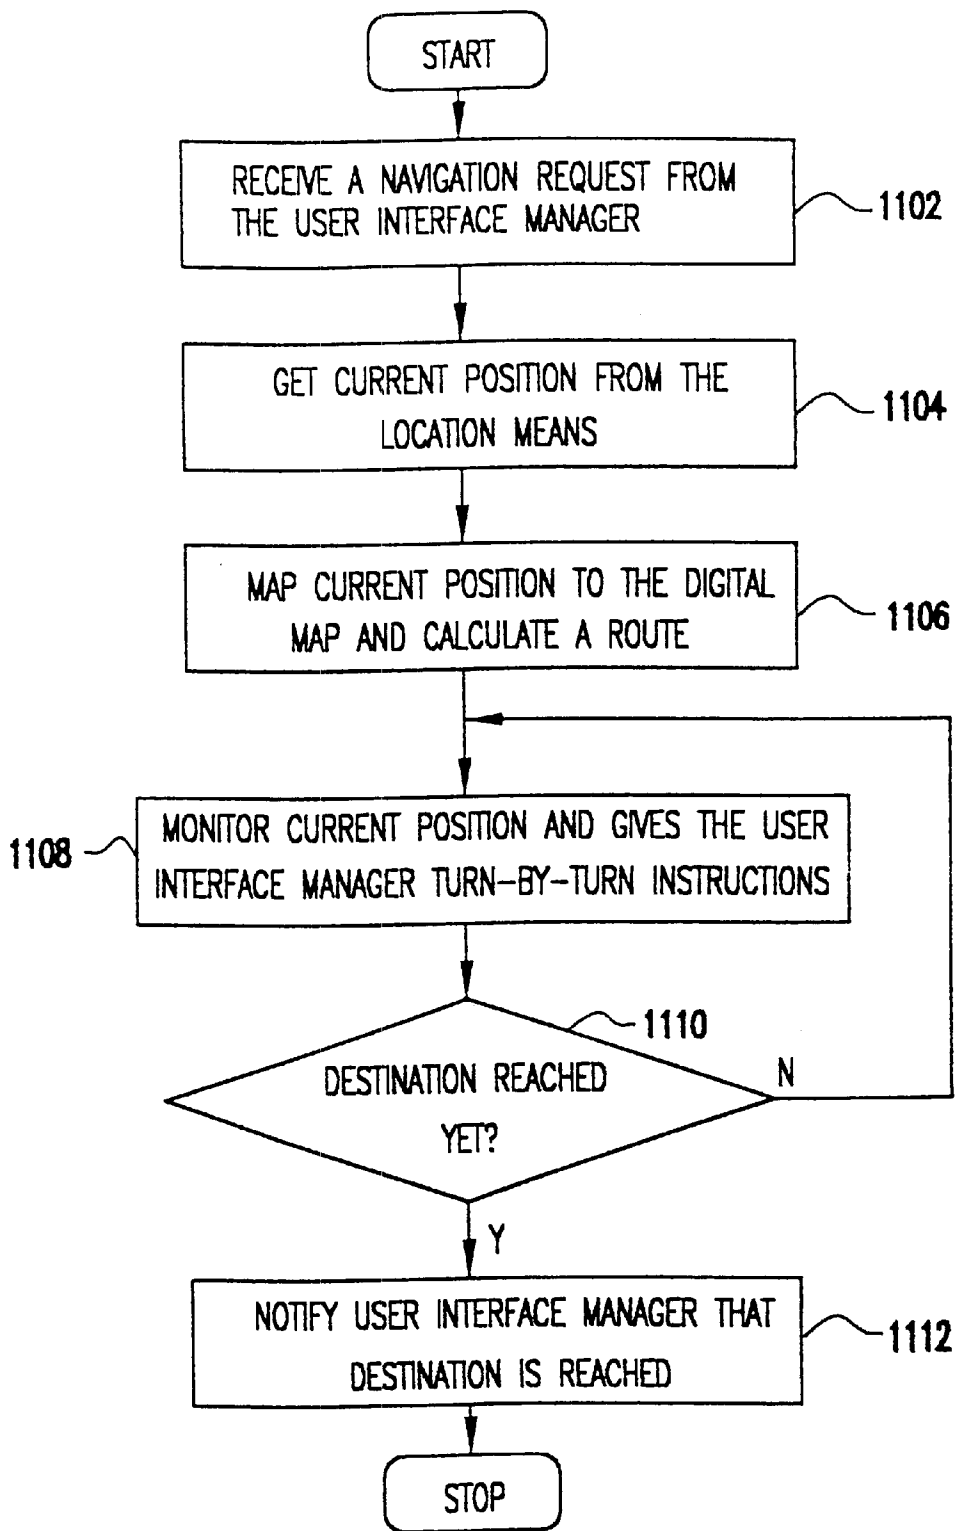 START
RECEIVE A NAVIGATION REQUEST FROM
THE USER INTERFACE MANAGER
1102
GET CURRENT POSITION FROM THE
LOCATION MEANS
1104
MAP CURRENT POSITION TO THE DIGITAL
MAP AND CALCULATE A ROUTE
1106
MONITOR CURRENT POSITION AND GIVES THE USER
INTERFACE MANAGER TURN-BY-TURN INSTRUCTIONS
1108
1110
DESTINATION REACHED
YET?
N
Y
NOTIFY USER INTERFACE MANAGER THAT
DESTINATION IS REACHED
1112
STOP